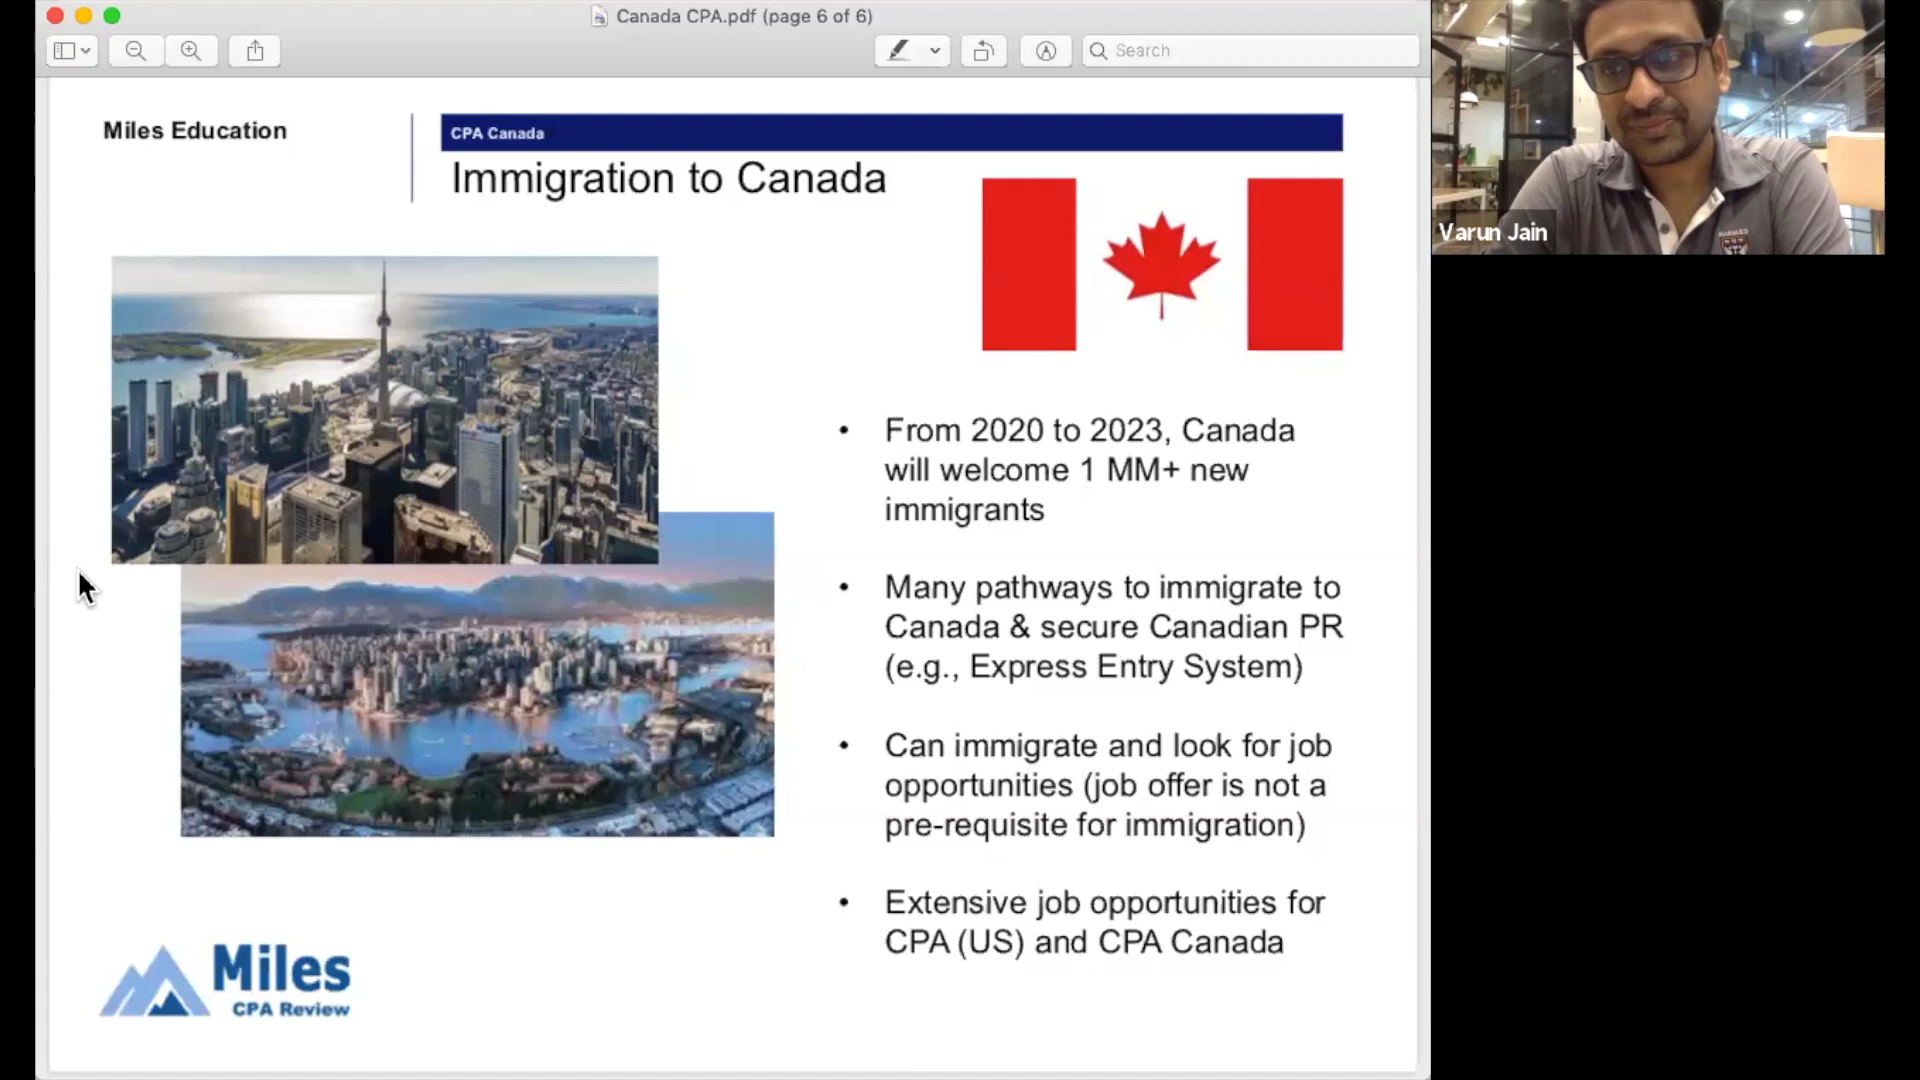 Canada CPA.pdf (page 6 of 6)
Search
Miles Education
CPA Canada
Immigration to Canada
Varun Jain
• From 2020 to 2023, Canada
will welcome 1 MM+ new
immigrants
• Many pathways to immigrate to
Canada & secure Canadian PR
(e.g., Express Entry System)
• Can immigrate and look for job
opportunities (job offer is not a
pre-requisite for immigration)
• Extensive job opportunities for
CPA (US) and CPA Canada
Miles
CPA Review